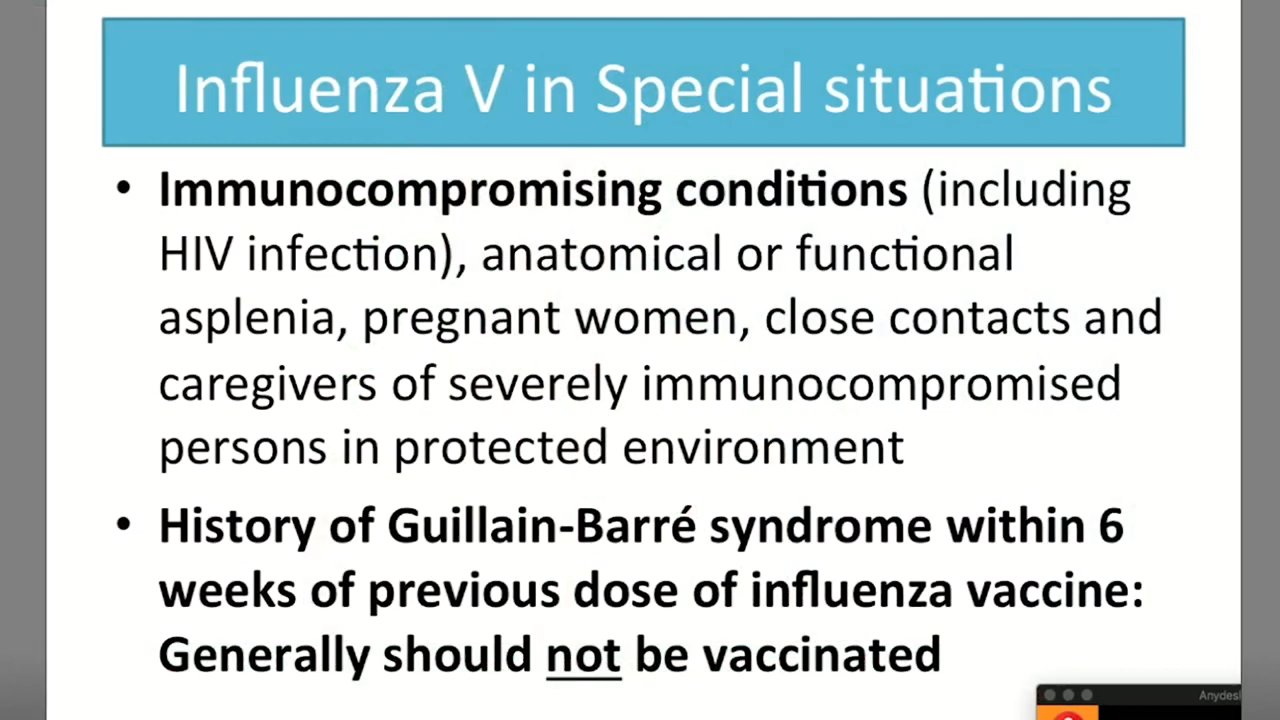 Influenza V in Special situations
• Immunocompromising conditions (including
HIV infection), anatomical or functional
asplenia, pregnant women, close contacts and
caregivers of severely immunocompromised
persons in protected environment
• History of Guillain-Barré syndrome within 6
weeks of previous dose of influenza vaccine:
Generally should not be vaccinated